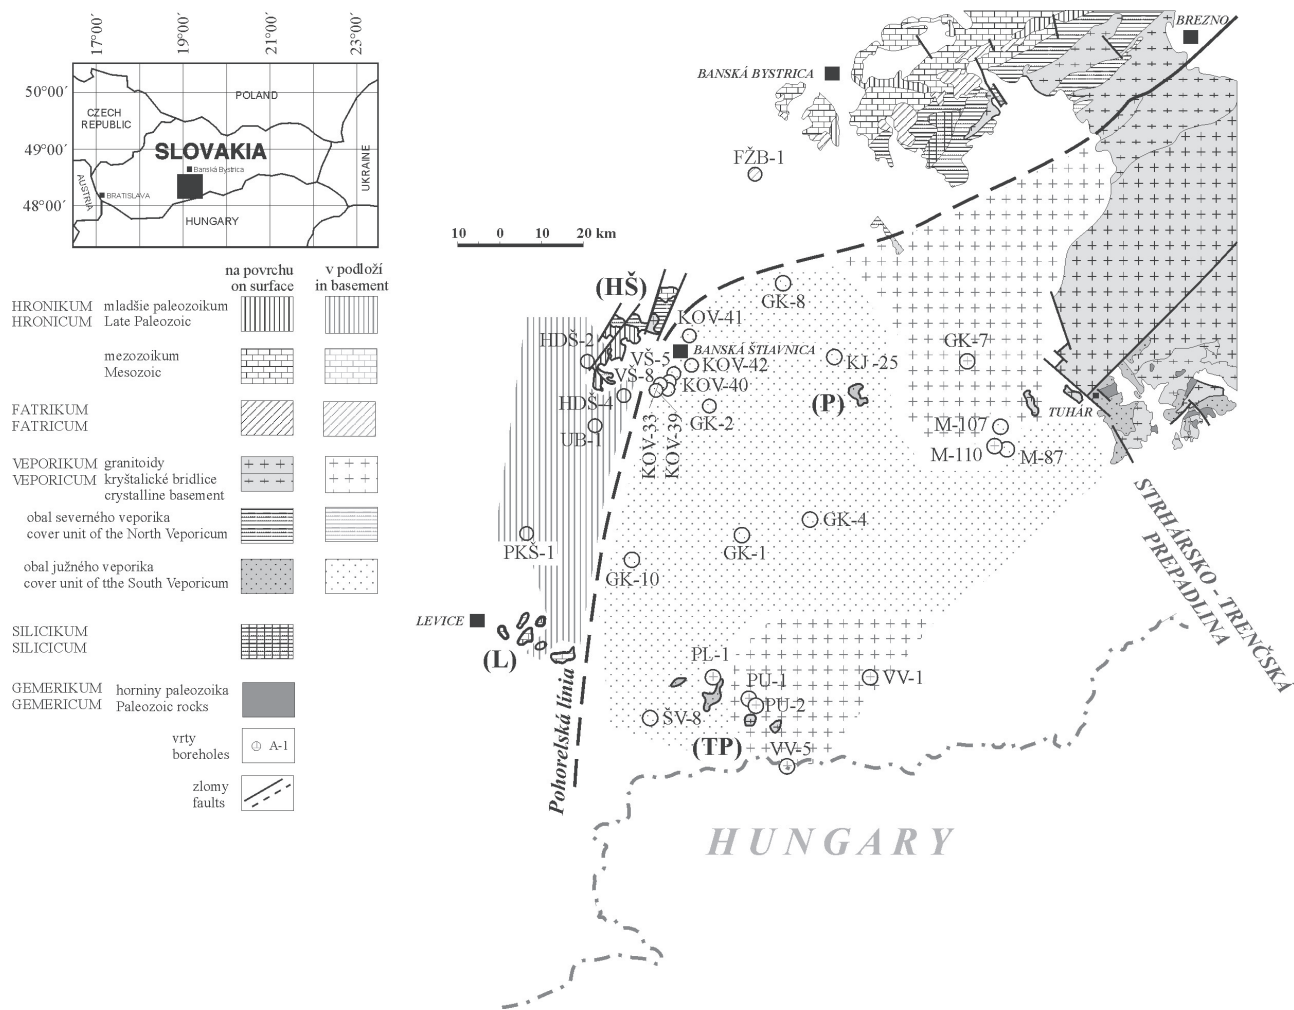 17°00´
19°00´
21°00´
23°00´
50°00´
49°00´
48°00´
POLAND
CZECH
REPUBLIC
SLOVAKIA
Banská Bystrica
UKRAINE
AUSTRIA
BRATISLAVA
HUNGARY
na povrchu
on surface
v podloží
in basement
HRONIKUM mladšie paleozoikum
HRONICUM Late Paleozoic
mezozoikum
Mesozoic
FATRIKUM
FATRICUM
VEPORIKUM granitoidy
VEPORICUM kryštalické bridlice
crystalline basement
obal severného veporika
cover unit of the North Veporicum
obal južného veporika
cover unit of tthe South Veporicum
SILICIKUM
SILICICUM
GEMERIKUM horniny paleozoika
GEMERICUM Paleozoic rocks
vrty
boreholes
A-1
zlomy
faults
BREZNO
BANSKÁ BYSTRICA
FŽB-1
10 0 10 20 km
(HŠ)
GK-8
KOV-41
HDŠ-2
BANSKÁ ŠTIAVNICA
VŠ-5
KOV-42
KJ-25
GK-7
VŠ-8
KOV-40
HDŠ-4
(P)
TUHÁR
GK-2
UB-1
KOV-33
KOV-39
M-107
M-110
M-87
GK-4
PKŠ-1
GK-1
GK-10
STRHÁRSKO - TRENČSKÁ
PREPADLINA
LEVICE
(L)
PL-1
PU-1
VV-1
PU-2
ŠV-8
(TP)
VV-5
Pohorelská línia
HUNGARY